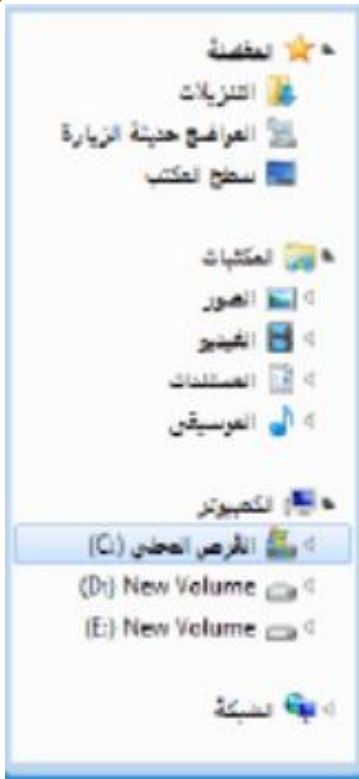 المفضلة
التنزيلات
المواضع حديثة الزيارة
سطح المكتب
المكتبات
الصور
الفيديو
المستندات
الموسيقى
الكمبيوتر
القرص المحلي (C:)
(D:) New Volume
(E:) New Volume
الشبكة